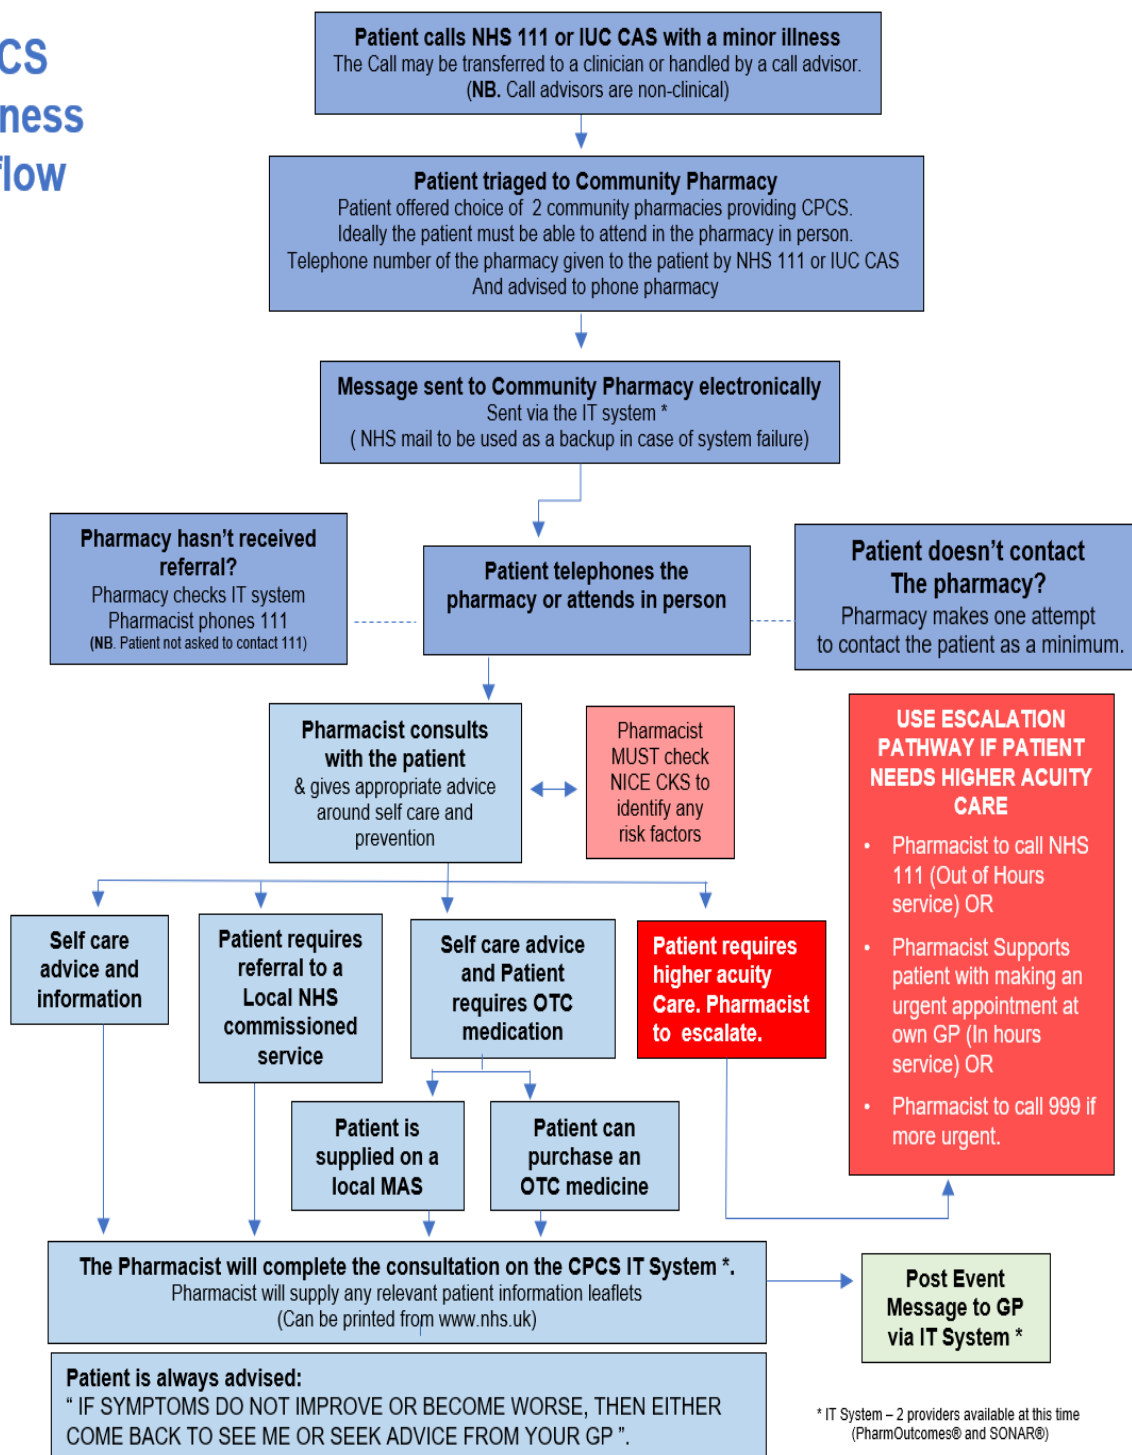 CS
ness
flow
Patient calls NHS 111 or IUC CAS with a minor illness
The Call may be transferred to a clinician or handled by a call advisor.
(NB. Call advisors are non-clinical)
Patient triaged to Community Pharmacy
Patient offered choice of 2 community pharmacies providing CPCS.
Ideally the patient must be able to attend in the pharmacy in person.
Telephone number of the pharmacy given to the patient by NHS 111 or IUC CAS
And advised to phone pharmacy
Message sent to Community Pharmacy electronically
Sent via the IT system *
( NHS mail to be used as a backup in case of system failure)
Pharmacy hasn't received
referral?
Pharmacy checks IT system
Pharmacist phones 111
(NB. Patient not asked to contact 111)
Patient telephones the
pharmacy or attends in person
Patient doesn't contact
The pharmacy?
Pharmacy makes one attempt
to contact the patient as a minimum.
Pharmacist consults
with the patient
& gives appropriate advice
around self care and
prevention
Pharmacist
MUST check
NICE CKS to
identify any
risk factors
USE ESCALATION
PATHWAY IF PATIENT
NEEDS HIGHER ACUITY
CARE
• Pharmacist to call NHS
111 (Out of Hours
service) OR
• Pharmacist Supports
patient with making an
urgent appointment at
own GP (In hours
service) OR
• Pharmacist to call 999 if
more urgent.
Self care
advice and
information
Patient requires
referral to a
Local NHS
commissioned
service
Self care advice
and Patient
requires OTC
medication
Patient requires
higher acuity
Care. Pharmacist
to escalate.
Patient is
supplied on a
local MAS
Patient can
purchase an
OTC medicine
The Pharmacist will complete the consultation on the CPCS IT System *.
Pharmacist will supply any relevant patient information leaflets
(Can be printed from www.nhs.uk)
Post Event
Message to GP
via IT System *
Patient is always advised:
“ IF SYMPTOMS DO NOT IMPROVE OR BECOME WORSE, THEN EITHER
COME BACK TO SEE ME OR SEEK ADVICE FROM YOUR GP ”.
* IT System – 2 providers available at this time
(PharmOutcomes® and SONAR®)